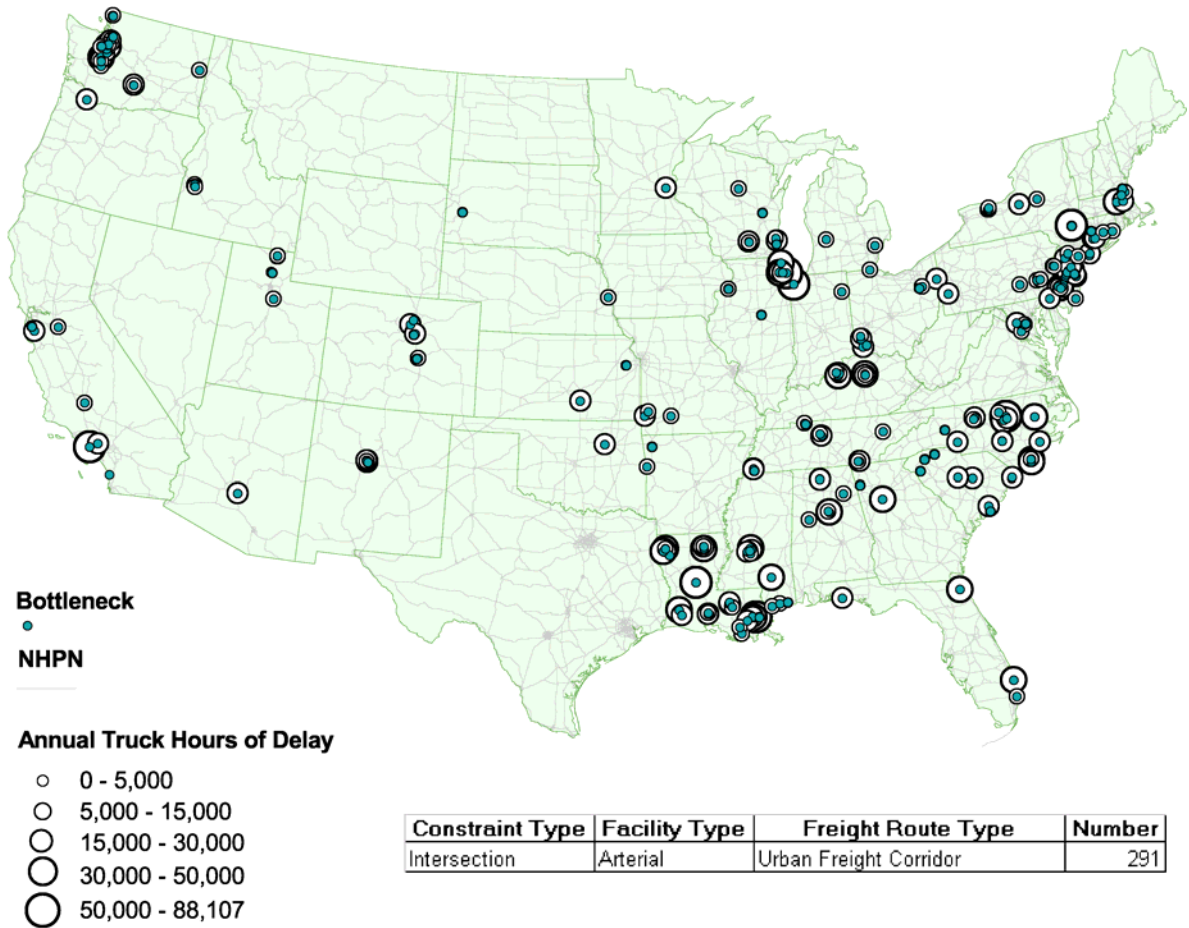 Bottleneck
NHPN
Annual Truck Hours of Delay
0 - 5,000
5,000 - 15,000
15,000 - 30,000
30,000 - 50,000
50,000 - 88,107
Constraint Type Facility Type Freight Route Type Number
Intersection Arterial Urban Freight Corridor 291